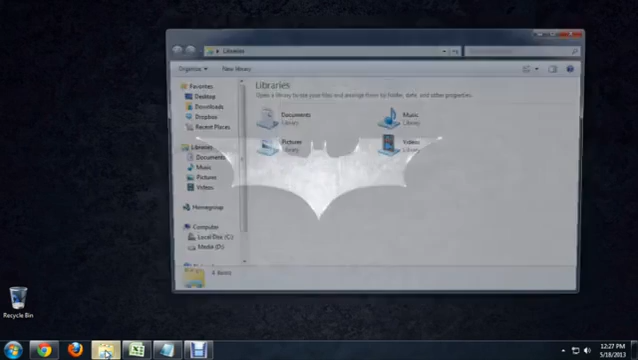 Libraries
Organize
New library
Favorites
Desktop
Downloads
Dropbox
Recent Places
Libraries
Documents
Music
Pictures
Videos
Homegroup
Computer
Local Disk (C:)
Media (D:)
Libraries
Open a library to see your files and arrange them by folder, date, and other properties.
Documents
Library
Music
Library
Pictures
Library
Videos
Library
4 items
Recycle Bin
12:27 PM
5/18/2013